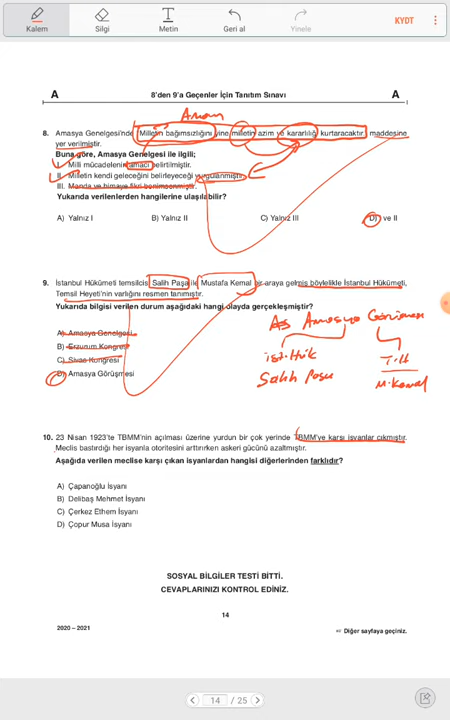 Kalem
Silgi
Metin
Geri al
Yinele
KYDT
A
8'den 9'a Geçenler İçin Tanıtım Sınavı
A
Amaç
8. Amasya Genelgesi'nde Milletin bağımsızlığını yine milletin azim ve kararlılığı kurtaracaktır. maddesine
yer verilmiştir.
Buna göre, Amasya Genelgesi ile ilgili;
I. Milli mücadelenin amacı belirtilmiştir.
II. Milletin kendi geleceğini belirleyeceği vurgulanmıştır.
III. Manda ve himaye fikri benimsenmiştir.
Yukarıda verilenlerden hangilerine ulaşılabilir?
A) Yalnız I
B) Yalnız II
C) Yalnız III
D) I ve II
9. İstanbul Hükûmeti temsilcisi Salih Paşa ile Mustafa Kemal bir araya gelmiş böylelikle İstanbul Hükûmeti,
Temsil Heyeti'nin varlığını resmen tanımıştır.
Yukarıda bilgisi verilen durum aşağıdaki hangi olayda gerçekleşmiştir?
A) Amasya Genelgesi
B) Erzurum Kongresi
C) Sivas Kongresi
D) Amasya Görüşmesi
Amasya Görüşmesi
ist. Hük
T.H
Salih Paşa
M. Kemal
10. 23 Nisan 1923'te TBMM'nin açılması üzerine yurdun bir çok yerinde TBMM'ye karşı isyanlar çıkmıştır.
Meclis bastırdığı her isyanla otoritesini arttırırken askeri gücünü azaltmıştır.
Aşağıda verilen meclise karşı çıkan isyanlardan hangisi diğerlerinden farklıdır?
A) Çapanoğlu İsyanı
B) Delibaş Mehmet İsyanı
C) Çerkez Ethem İsyanı
D) Çopur Musa İsyanı
SOSYAL BİLGİLER TESTİ BİTTİ.
CEVAPLARINIZI KONTROL EDİNİZ.
14
2020 – 2021
Diğer sayfaya geçiniz.
14 / 25